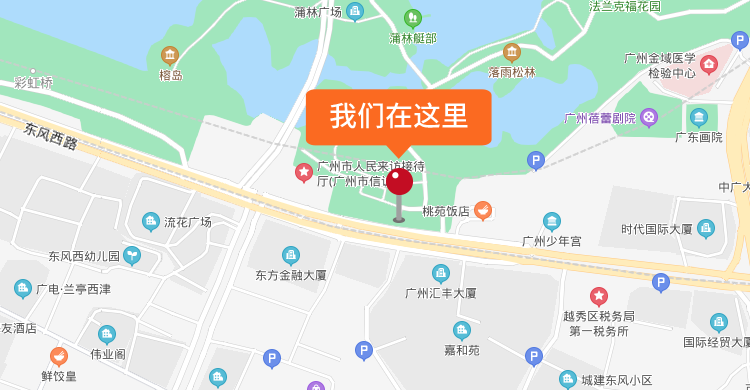 法兰克福花园
蒲林广场
蒲林艇部
P
榕岛
落雨松林
广州金域医学
检验中心
彩虹桥
我们在这里
广州蓓蕾剧院
东风西路
广东画院
P
广州市人民来访接待
厅(广州市信访
中广大
桃苑饭店
流花广场
广州少年宫
时代国际大厦
东风西幼儿园
东方金融大厦
P
广电·兰亭西津
广州汇丰大厦
越秀区税务局
第一税务所
友酒店
伟业阁
嘉和苑
国际经贸大厦
P
P
P
鲜饺皇
城建东风小区
P